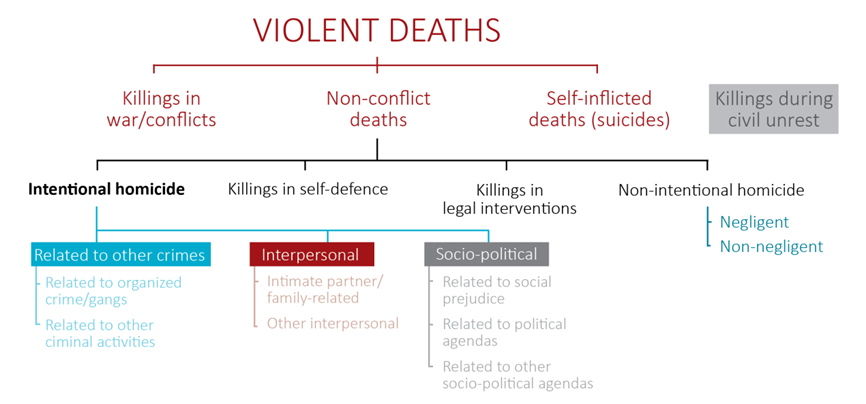 VIOLENT DEATHS
Killings in
war/conflicts
Non-conflict
deaths
Self-inflicted
deaths (suicides)
Killings during
civil unrest
Intentional homicide
Killings in self-defence
Killings in
legal interventions
Non-intentional homicide
Negligent
Non-negligent
Related to other crimes
Related to organized
crime/gangs
Related to other
ciminal activities
Interpersonal
Intimate partner/
family-related
Other interpersonal
Socio-political
Related to social
prejudice
Related to political
agendas
Related to other
socio-political agendas